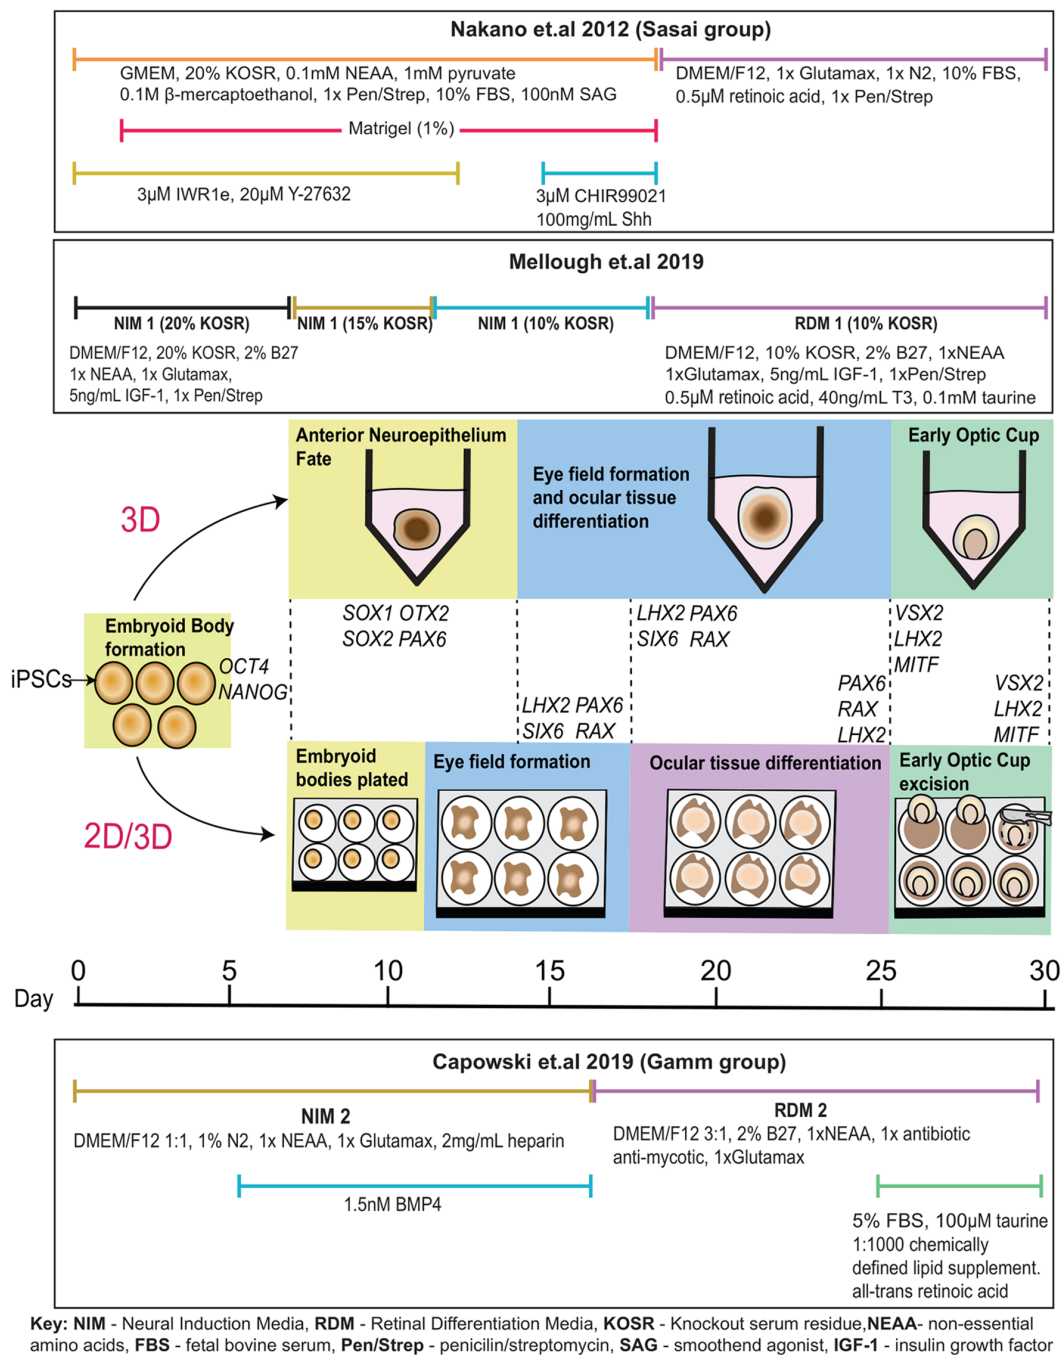 Nakano et.al 2012 (Sasai group)
GMEM, 20% KOSR, 0.1mM NEAA, 1mM pyruvate
0.1M β-mercaptoethanol, 1x Pen/Strep, 10% FBS, 100nM SAG
DMEM/F12, 1x Glutamax, 1x N2, 10% FBS,
0.5µM retinoic acid, 1x Pen/Strep
Matrigel (1%)
3µM IWR1e, 20µM Y-27632
3µM CHIR99021
100mg/mL Shh
Mellough et.al 2019
NIM 1 (20% KOSR)
NIM 1 (15% KOSR)
NIM 1 (10% KOSR)
RDM 1 (10% KOSR)
DMEM/F12, 20% KOSR, 2% B27
1x NEAA, 1x Glutamax,
5ng/mL IGF-1, 1x Pen/Strep
DMEM/F12, 10% KOSR, 2% B27, 1xNEAA
1xGlutamax, 5ng/mL IGF-1, 1xPen/Strep
0.5µM retinoic acid, 40ng/mL T3, 0.1mM taurine
Anterior Neuroepithelium
Fate
Eye field formation
and ocular tissue
differentiation
Early Optic Cup
3D
Embryoid Body
formation
iPSCs
OCT4
NANOG
SOX1 OTX2
SOX2 PAX6
LHX2 PAX6
SIX6 RAX
LHX2 PAX6
SIX6 RAX
VSX2
LHX2
MITF
PAX6
RAX
LHX2
VSX2
LHX2
MITF
2D/3D
Embryoid
bodies plated
Eye field formation
Ocular tissue differentiation
Early Optic Cup
excision
0 5 10 15 20 25 30
Day
Capowski et.al 2019 (Gamm group)
NIM 2
DMEM/F12 1:1, 1% N2, 1x NEAA, 1x Glutamax, 2mg/mL heparin
RDM 2
DMEM/F12 3:1, 2% B27, 1xNEAA, 1x antibiotic
anti-mycotic, 1xGlutamax
1.5nM BMP4
5% FBS, 100µM taurine
1:1000 chemically
defined lipid supplement.
all-trans retinoic acid
Key: NIM - Neural Induction Media, RDM - Retinal Differentiation Media, KOSR - Knockout serum residue,NEAA- non-essential
amino acids, FBS - fetal bovine serum, Pen/Strep - penicilin/streptomycin, SAG - smoothend agonist, IGF-1 - insulin growth factor